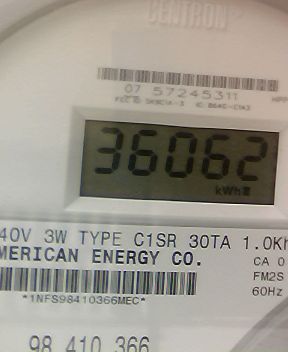 CENTRON
07 57245311
36062
kWh
40V 3W TYPE C1SR 30TA 1.0Kh
MERICAN ENERGY CO.
CA 0
FM2S
60Hz
*1NFS98410366MEC*
98 410 366